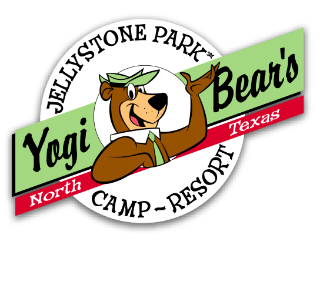 JELLYSTONE PARK™
Yogi Bear's
North Texas
CAMP~RESORT